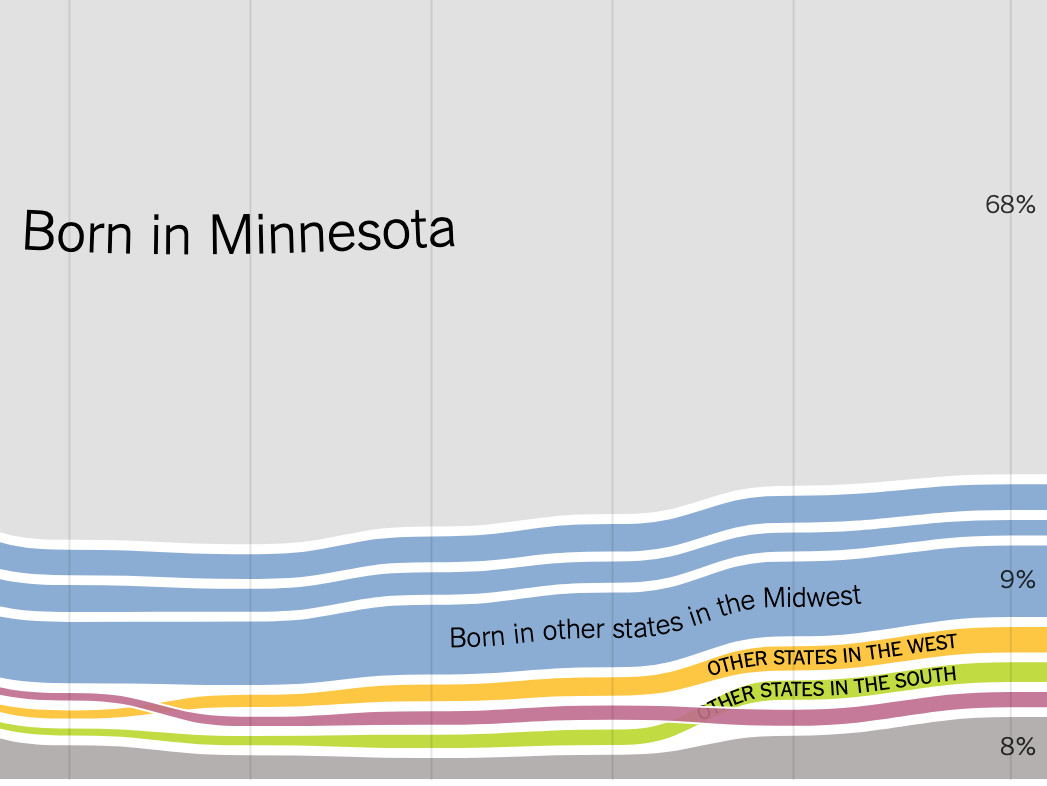 68%
Born in Minnesota
9%
Born in other states in the Midwest
OTHER STATES IN THE WEST
OTHER STATES IN THE SOUTH
8%